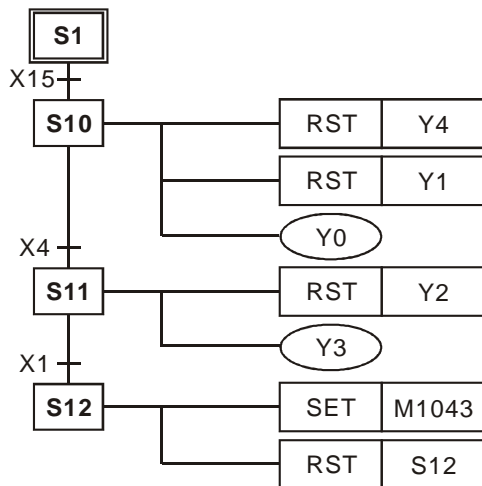 S1
X15
S10
RST Y4
RST Y1
Y0
X4
S11
RST Y2
Y3
X1
S12
SET M1043
RST S12